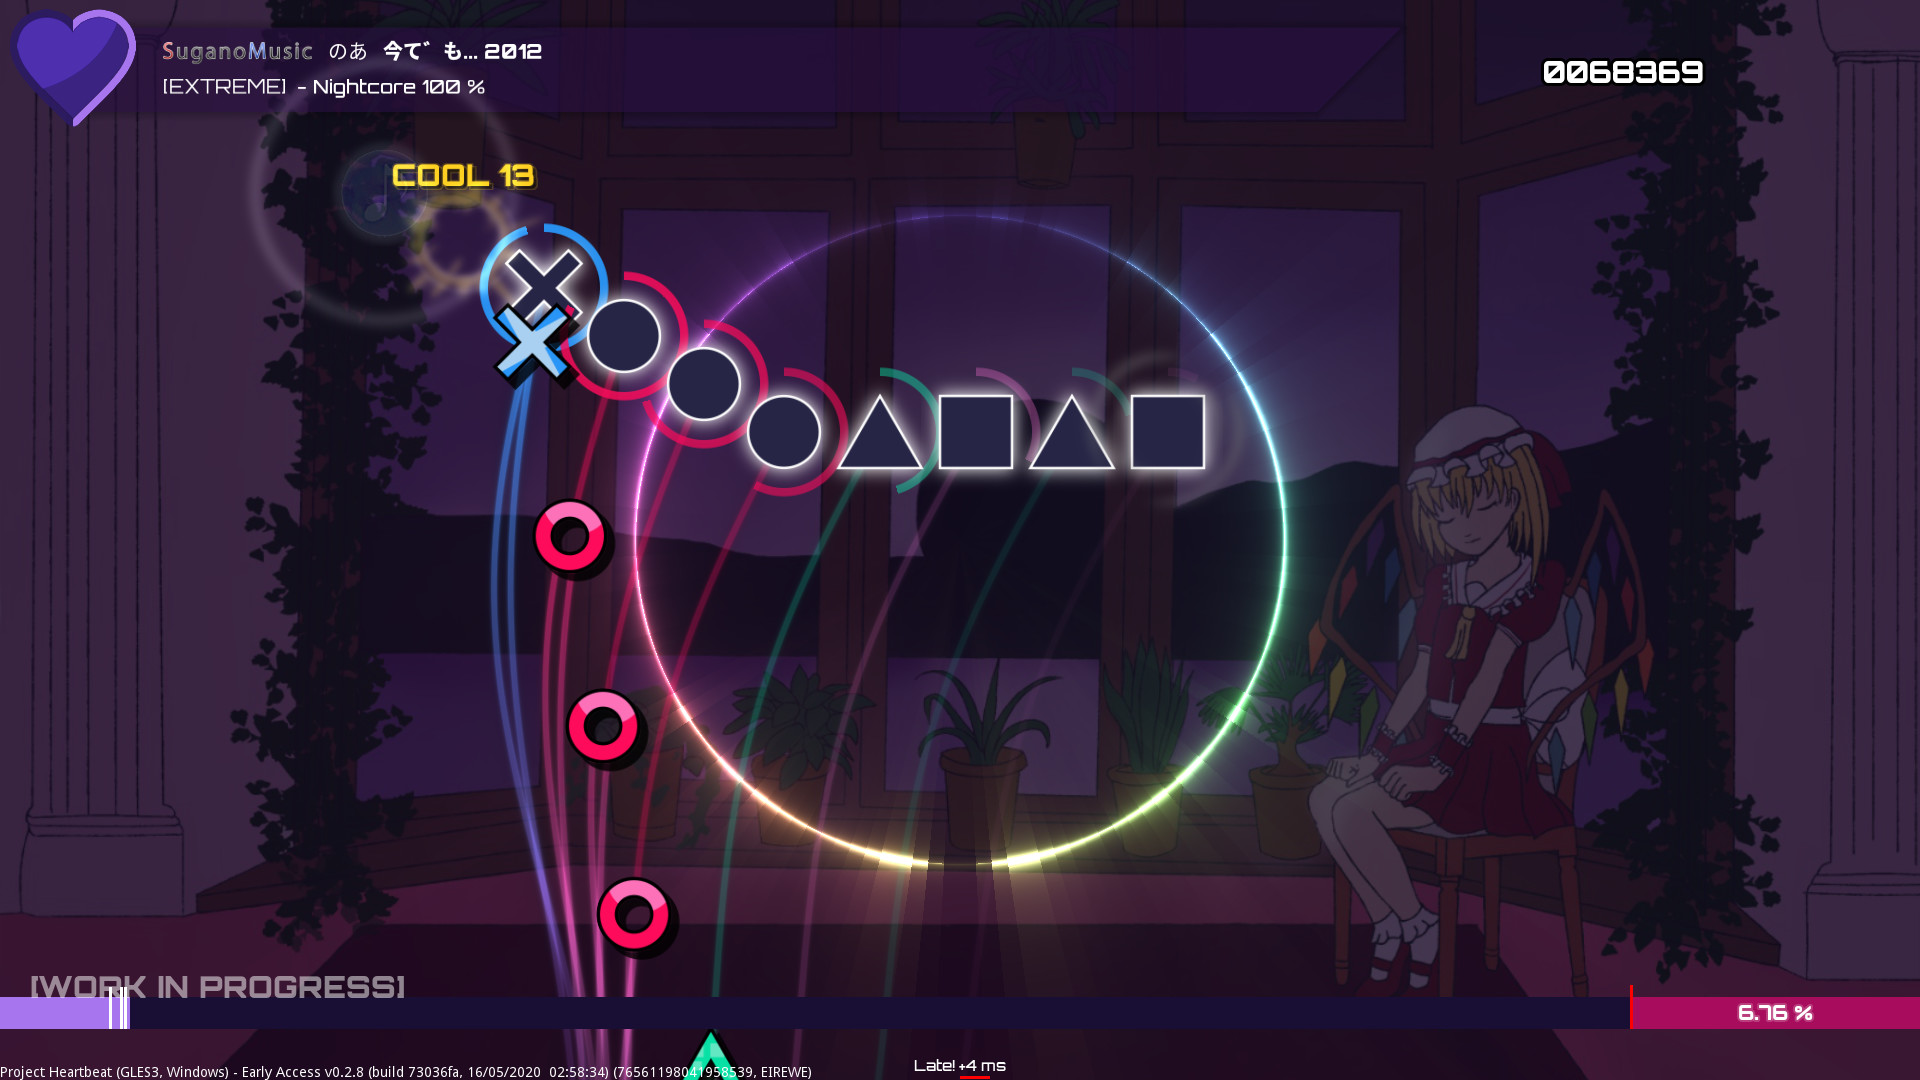 SuganoMusic のあ 今でも... 2012
[EXTREME] - Nightcore 100 %
0068369
COOL 13
[WORK IN PROGRESS]
6.76 %
Late! +4 ms
Project Heartbeat (GLES3, Windows) - Early Access v0.2.8 (build 73036fa, 16/05/2020 02:58:34) (76561198041958539, EIREWE)